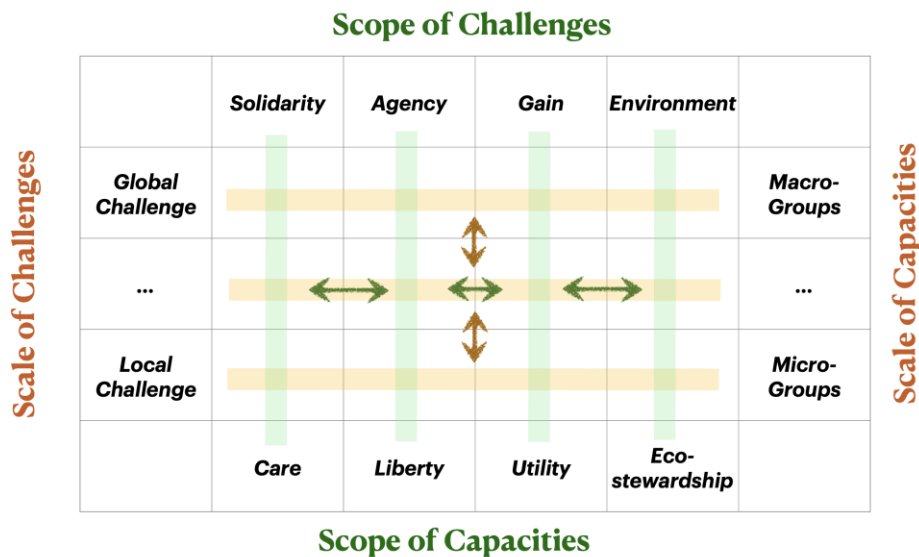 Scope of Challenges
Solidarity
Agency
Gain
Environment
Scale of Challenges
Scale of Capacities
Global
Challenge
Macro-
Groups
...
...
Local
Challenge
Micro-
Groups
Care
Liberty
Utility
Eco-
stewardship
Scope of Capacities